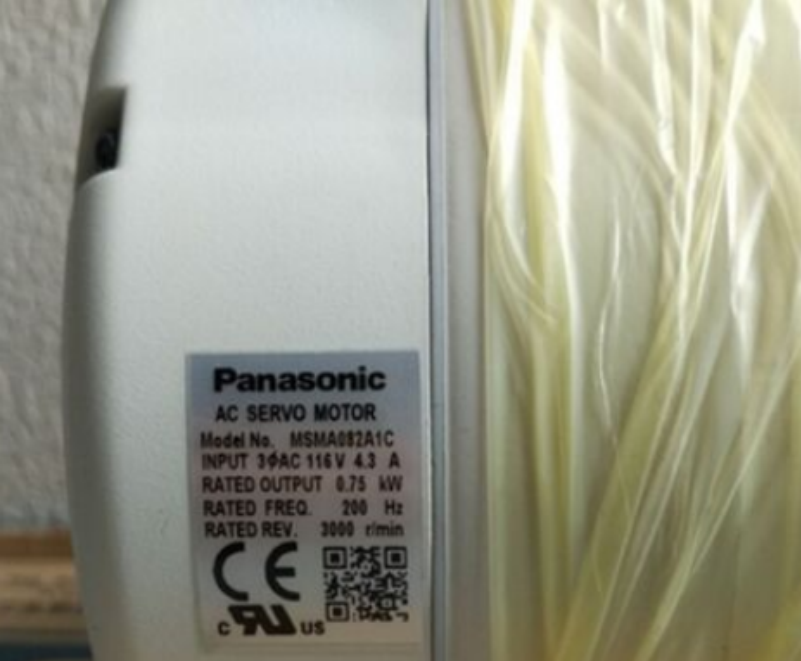 Panasonic
AC SERVO MOTOR
Model No. MSMA082A1C
INPUT 3ϕAC 116 V 4.3 A
RATED OUTPUT 0.75 kW
RATED FREQ. 200 Hz
RATED REV. 3000 r/min
CE
c RU US